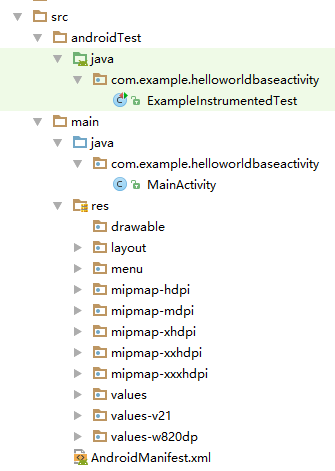 src
androidTest
java
com.example.helloworldbaseactivity
ExampleInstrumentedTest
main
java
com.example.helloworldbaseactivity
MainActivity
res
drawable
layout
menu
mipmap-hdpi
mipmap-mdpi
mipmap-xhdpi
mipmap-xxhdpi
mipmap-xxxhdpi
values
values-v21
values-w820dp
AndroidManifest.xml